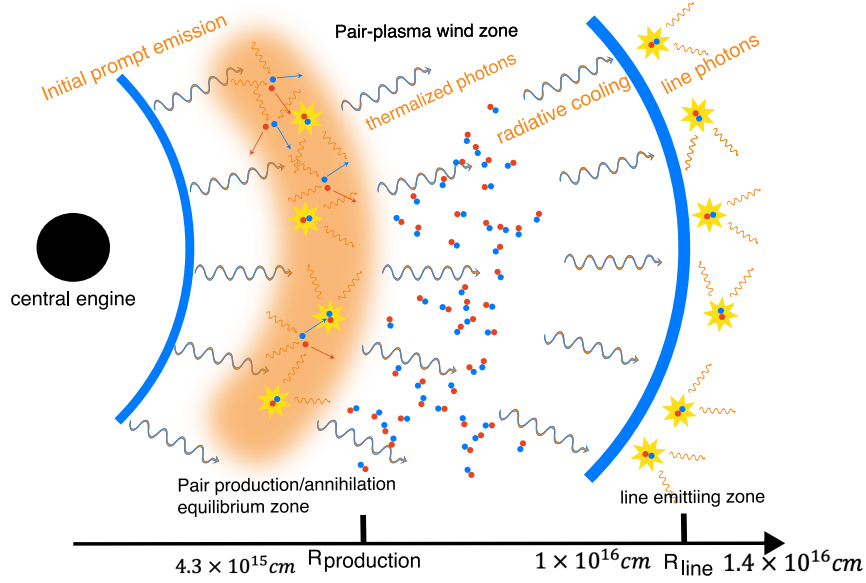 Initial prompt emission
Pair-plasma wind zone
thermalized photons
radiative cooling
line photons
central engine
Pair production/annihilation
equilibrium zone
line emittiing zone
4.3 × 10¹⁵cm
Rproduction
1 × 10¹⁶cm
Rline
1.4 × 10¹⁶cm